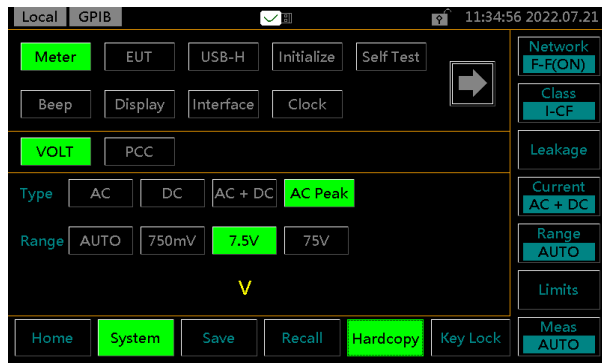 Local GPIB 11:34:56 2022.07.21
Meter EUT USB-H Initialize Self Test
Beep Display Interface Clock
VOLT PCC
Type AC DC AC + DC AC Peak
Range AUTO 750mV 7.5V 75V
V
Home System Save Recall Hardcopy Key Lock
Network
F-F(ON)
Class
I-CF
Leakage
Current
AC + DC
Range
AUTO
Limits
Meas
AUTO